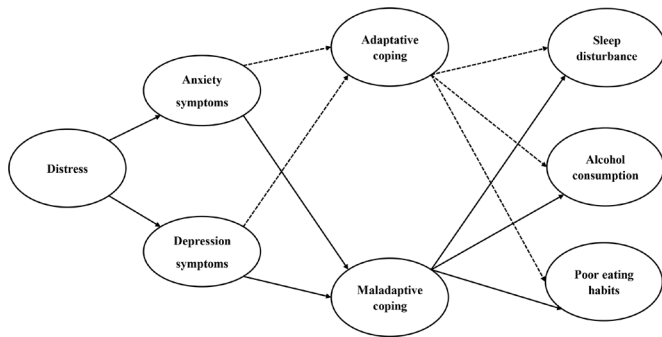 Distress
Anxiety
symptoms
Depression
symptoms
Adaptative
coping
Maladaptive
coping
Sleep
disturbance
Alcohol
consumption
Poor eating
habits